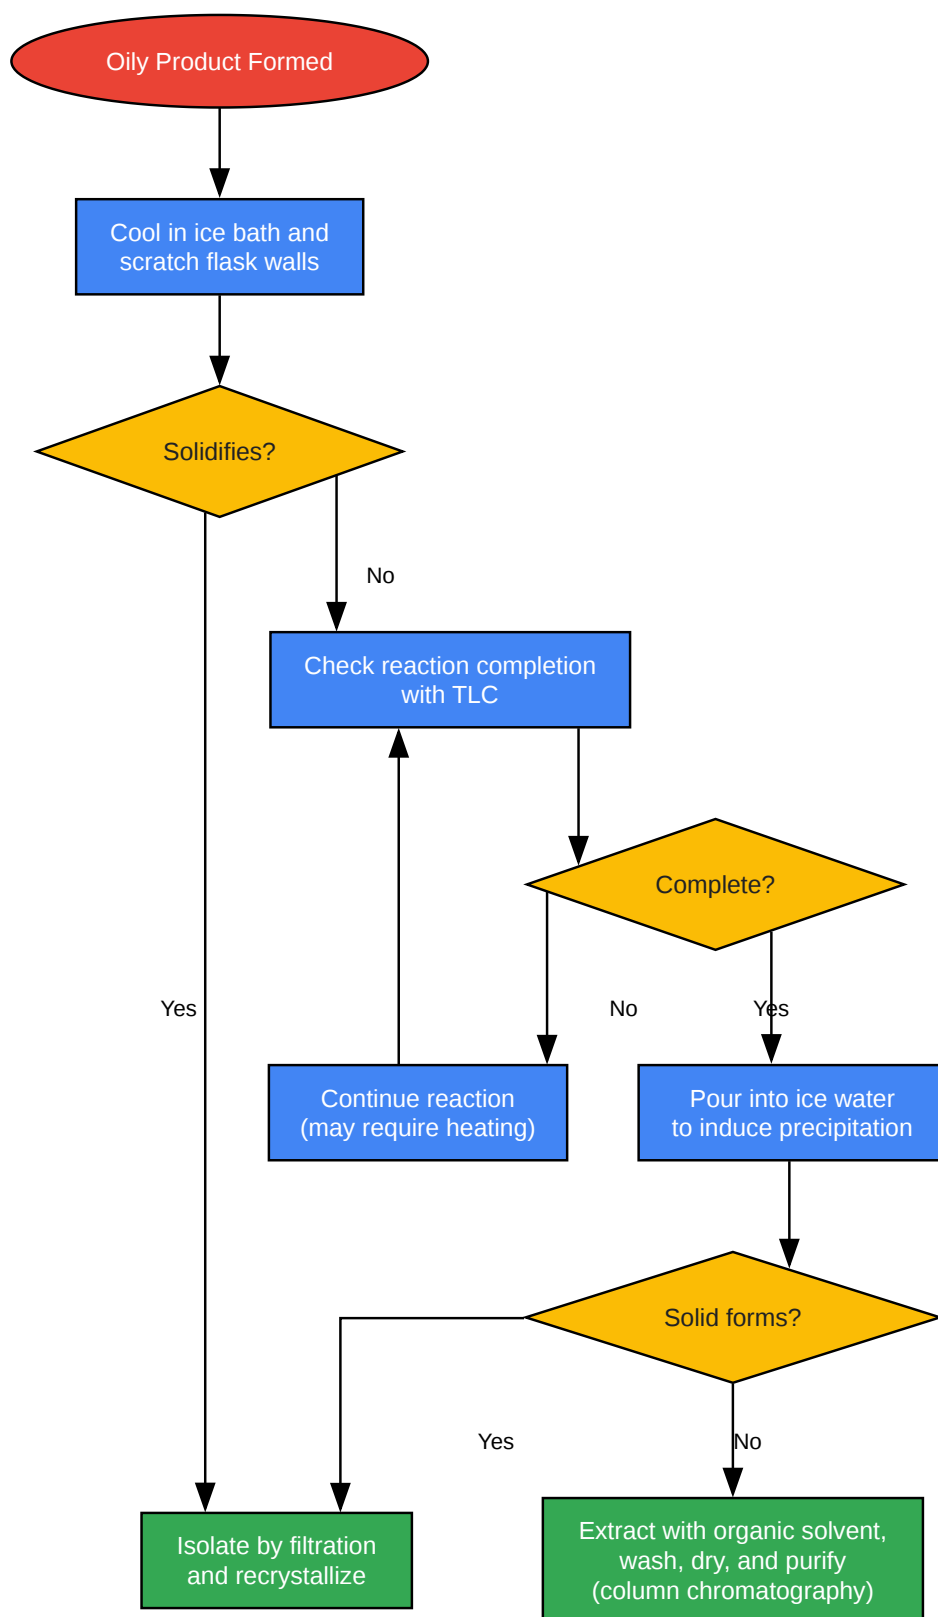 Oily Product Formed
Cool in ice bath and
scratch flask walls
Solidifies?
No
Check reaction completion
with TLC
Complete?
Yes
No
Yes
Continue reaction
(may require heating)
Pour into ice water
to induce precipitation
Solid forms?
Yes
No
Isolate by filtration
and recrystallize
Extract with organic solvent,
wash, dry, and purify
(column chromatography)